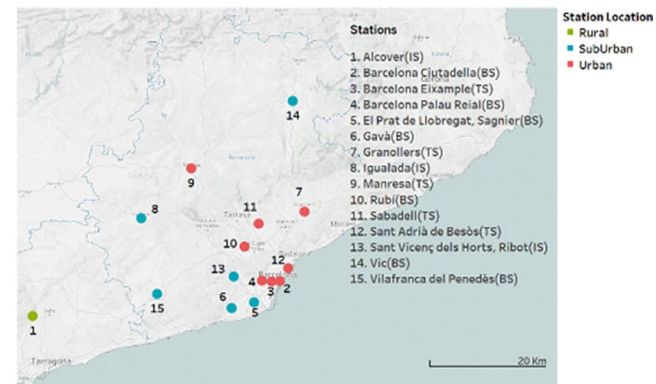 Station Location
Rural
SubUrban
Urban
Stations
1. Alcover(IS)
2. Barcelona Ciutadella(BS)
3. Barcelona Eixample(TS)
4. Barcelona Palau Reial(BS)
5. El Prat de Llobregat, Sagnier(BS)
6. Gavà(BS)
7. Granollers(TS)
8. Igualada(IS)
9. Manresa(TS)
10. Rubí(BS)
11. Sabadell(TS)
12. Sant Adrià de Besòs(TS)
13. Sant Vicenç dels Horts, Ribot(IS)
14. Vic(BS)
15. Vilafranca del Penedès(BS)
14
9
7
8
11
Terrassa
10
12
Badalona
13
Barcelona
4
3
2
15
6
5
1
Tarragona
20 Km